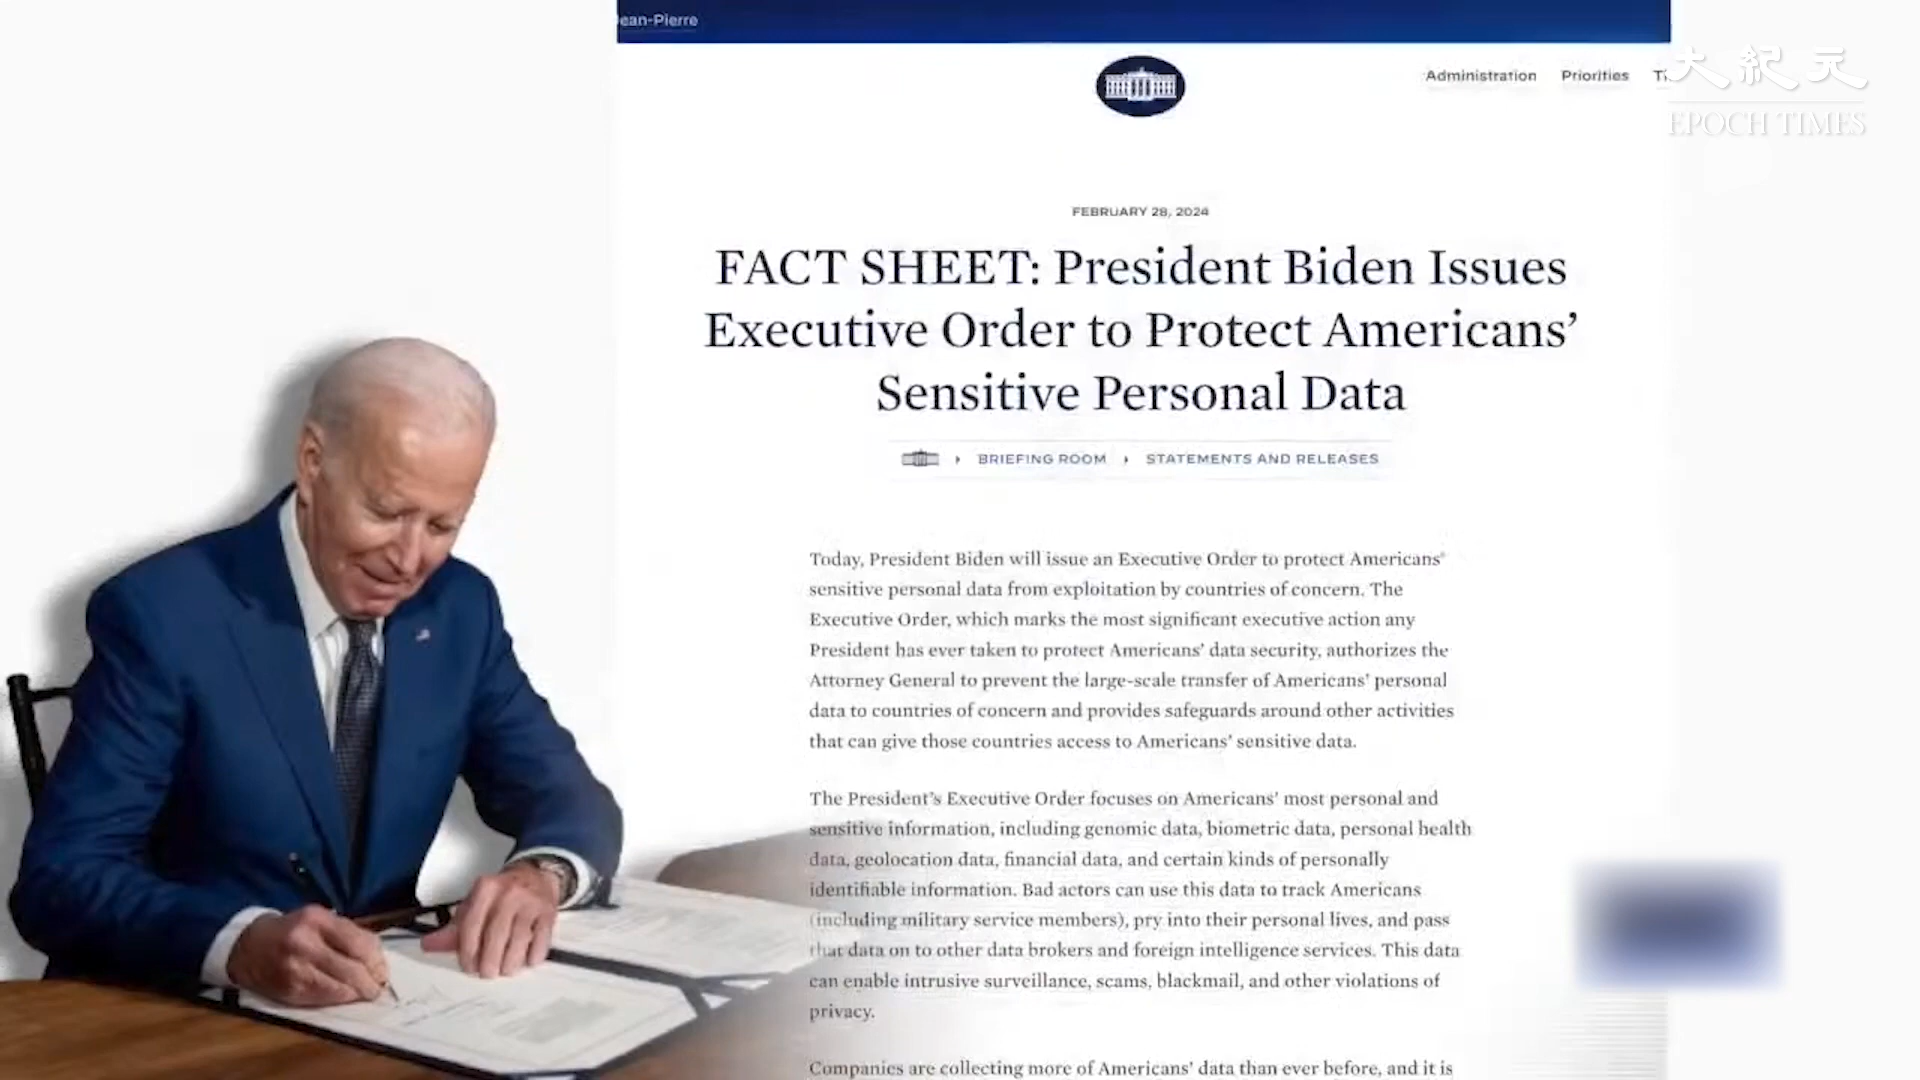 ean-Pierre
Administration Priorities
大紀元
EPOCH TIMES
FEBRUARY 28, 2024
FACT SHEET: President Biden Issues
Executive Order to Protect Americans’
Sensitive Personal Data
BRIEFING ROOM
STATEMENTS AND RELEASES
Today, President Biden will issue an Executive Order to protect Americans’
sensitive personal data from exploitation by countries of concern. The
Executive Order, which marks the most significant executive action any
President has ever taken to protect Americans’ data security, authorizes the
Attorney General to prevent the large-scale transfer of Americans’ personal
data to countries of concern and provides safeguards around other activities
that can give those countries access to Americans’ sensitive data.
The President’s Executive Order focuses on Americans’ most personal and
sensitive information, including genomic data, biometric data, personal health
data, geolocation data, financial data, and certain kinds of personally
identifiable information. Bad actors can use this data to track Americans
(including military service members), pry into their personal lives, and pass
that data on to other data brokers and foreign intelligence services. This data
can enable intrusive surveillance, scams, blackmail, and other violations of
privacy.
Companies are collecting more of Americans’ data than ever before, and it is